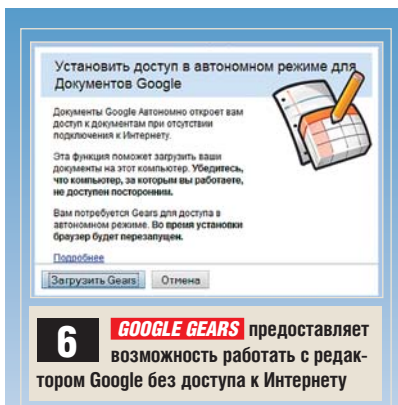 Установить доступ в автономном режиме для
Документов Google
Документы Google Автономно откроет вам
доступ к документам при отсутствии
подключения к Интернету.
Эта функция поможет загрузить ваши
документы на этот компьютер. Убедитесь,
что компьютер, за которым вы работаете,
не доступен посторонним.
Вам потребуется Gears для доступа в
автономном режиме. Во время установки
браузер будет перезапущен.
Подробнее
Загрузить Gears Отмена
6 GOOGLE GEARS предоставляет
возможность работать с редак-
тором Google без доступа к Интернету